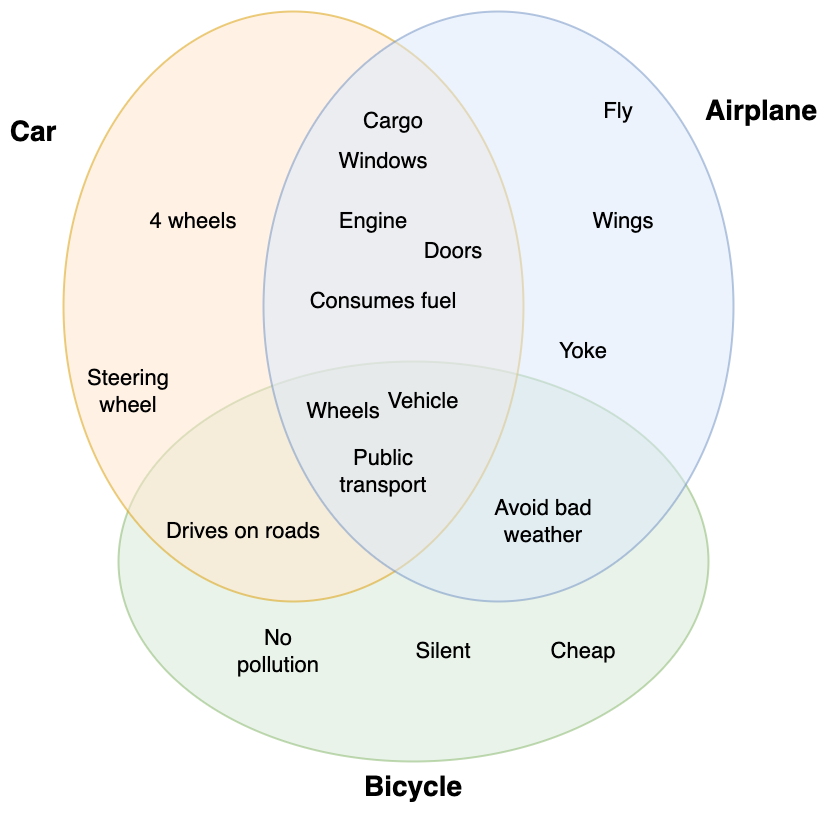 Car
Airplane
Cargo
Fly
Windows
4 wheels
Engine
Wings
Doors
Consumes fuel
Yoke
Steering
wheel
Wheels
Vehicle
Public
transport
Avoid bad
weather
Drives on roads
No
pollution
Silent
Cheap
Bicycle